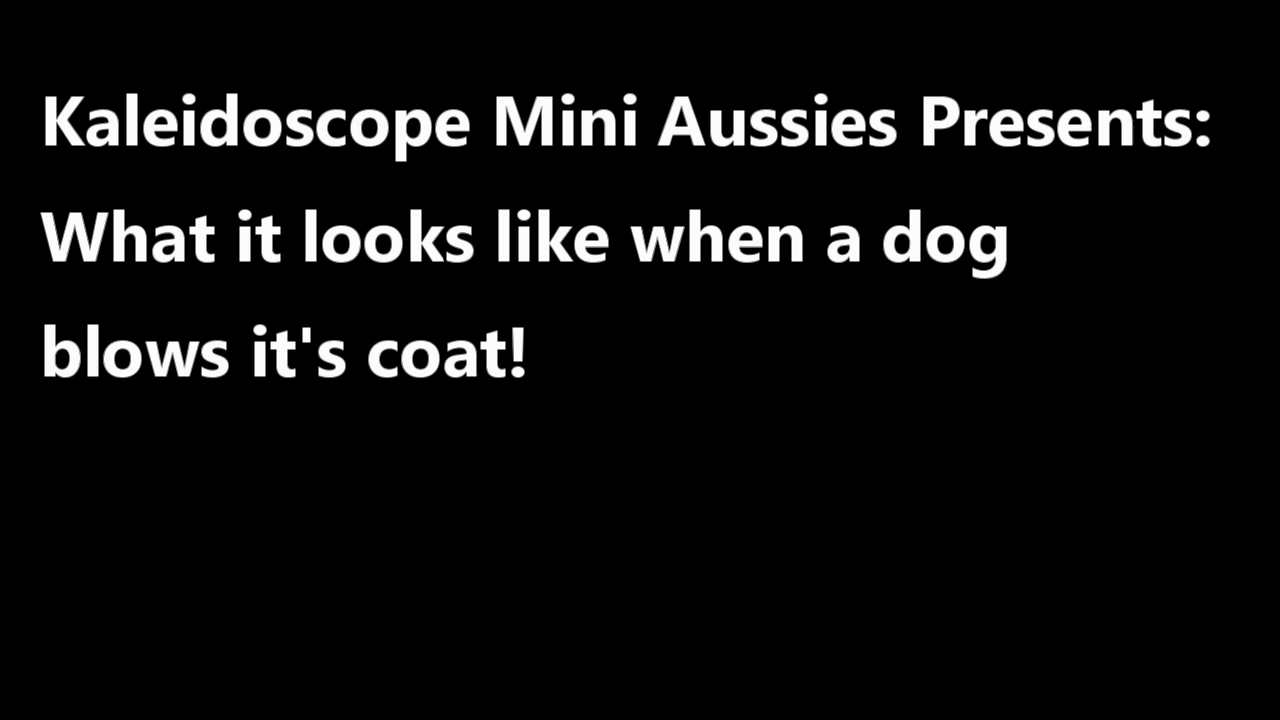 Kaleidoscope Mini Aussies Presents:
What it looks like when a dog
blows it's coat!